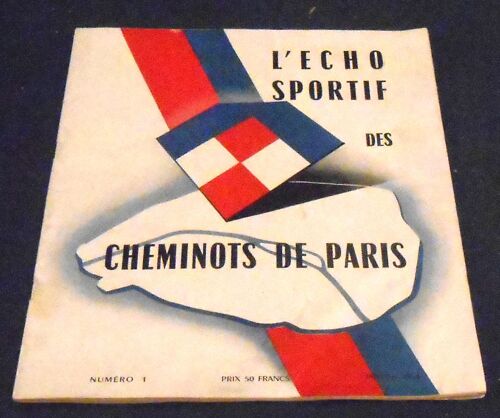 L'ECHO
SPORTIF
DES
CHEMINOTS DE PARIS
NUMÉRO 1
PRIX 50 FRANCS